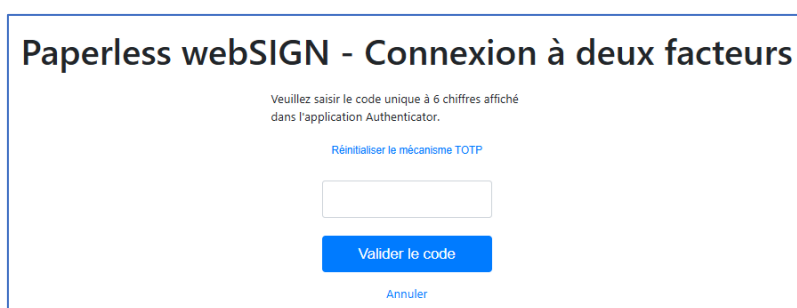 Paperless webSIGN - Connexion à deux facteurs
Veuillez saisir le code unique à 6 chiffres affiché
dans l'application Authenticator.
Réinitialiser le mécanisme TOTP
Valider le code
Annuler